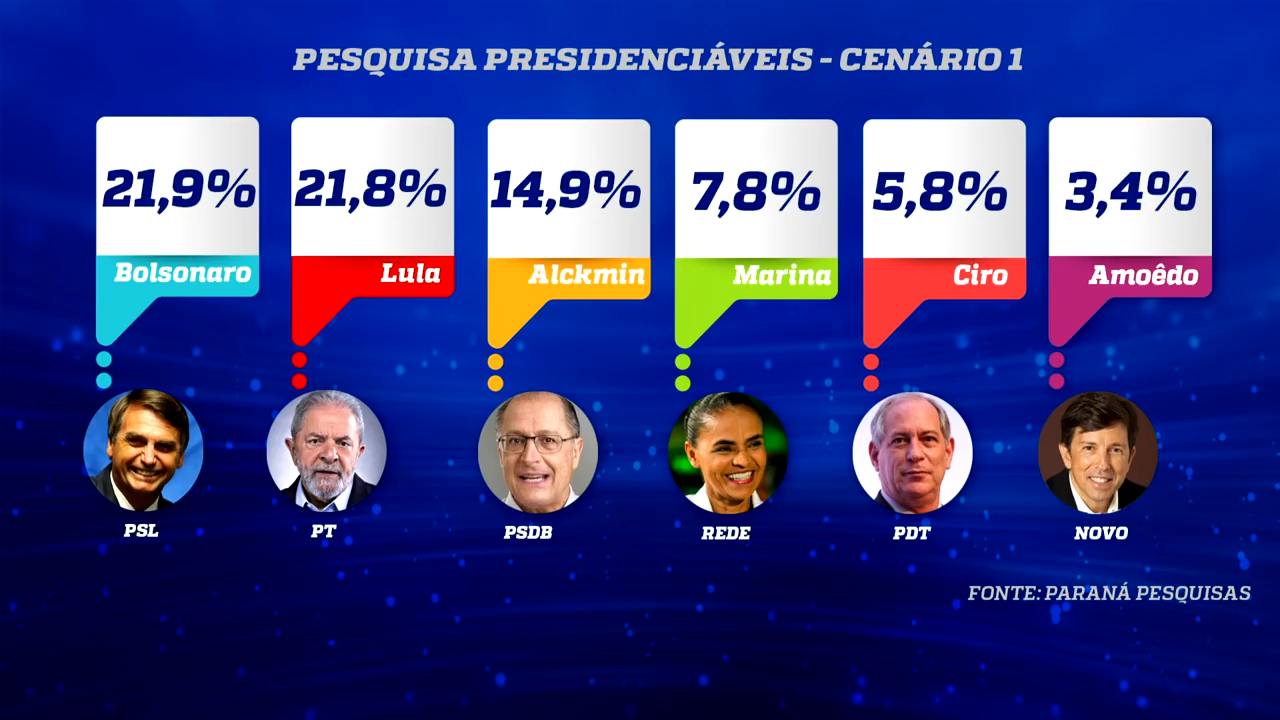 PESQUISA PRESIDENCIÁVEIS - CENÁRIO 1
21,9% 21,8% 14,9% 7,8% 5,8% 3,4%
Bolsonaro Lula Alckmin Marina Ciro Amoêdo
PSL PT PSDB REDE PDT NOVO
FONTE: PARANÁ PESQUISAS